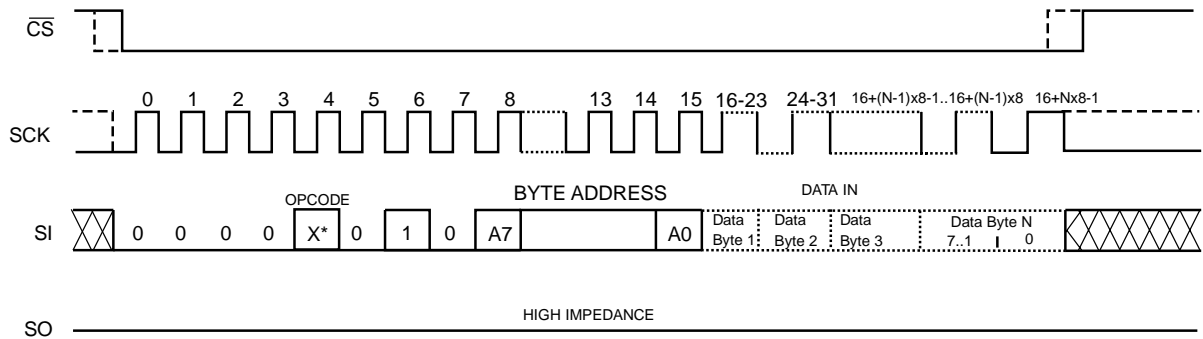 CS
0 1 2 3 4 5 6 7 8 13 14 15 16-23 24-31 16+(N-1)x8-1..16+(N-1)x8 16+Nx8-1
SCK
OPCODE BYTE ADDRESS DATA IN
SI 0 0 0 0 X* 0 1 0 A7 A0 Data Byte 1 Data Byte 2 Data Byte 3 Data Byte N 7..1 0
HIGH IMPEDANCE
SO